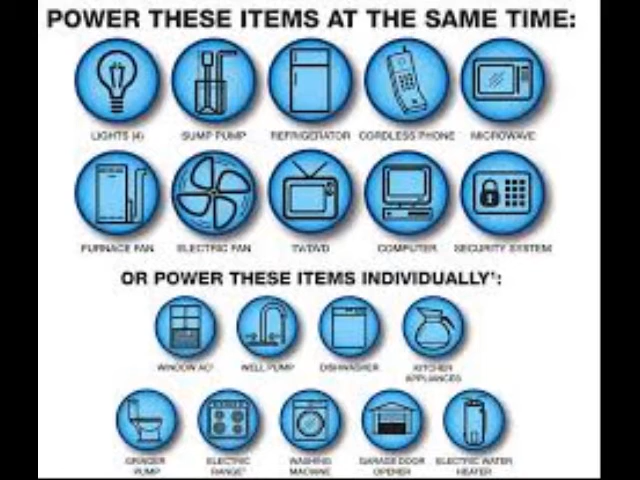 POWER THESE ITEMS AT THE SAME TIME:
LIGHTS (4) SUMP PUMP REFRIGERATOR CORDLESS PHONE MICROWAVE
FURNACE FAN ELECTRIC FAN TV/DVD COMPUTER SECURITY SYSTEM
OR POWER THESE ITEMS INDIVIDUALLY†:
WINDOW AC† WELL PUMP DISHWASHER KITCHEN
APPLIANCES
GRINDER ELECTRIC WASHING GARAGE DOOR ELECTRIC WATER
PUMP RANGE† MACHINE OPENER HEATER